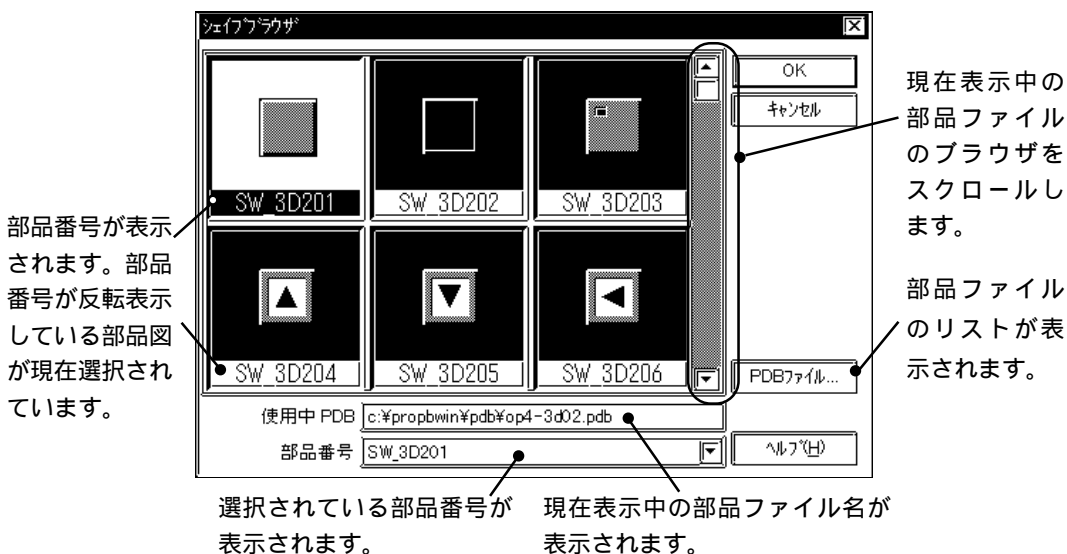 シェイプブラウザ
OK
キャンセル
SW_3D201
SW_3D202
SW_3D203
SW_3D204
SW_3D205
SW_3D206
PDBファイル...
使用中 PDB
c:¥propbwin¥pdb¥op4-3d02.pdb
部品番号
SW_3D201
ヘルプ(H)
部品番号が表示
されます。部品
番号が反転表示
している部品図
が現在選択され
ています。
現在表示中の
部品ファイル
のブラウザを
スクロールし
ます。
部品ファイル
のリストが表
示されます。
選択されている部品番号が
表示されます。
現在表示中の部品ファイル名が
表示されます。